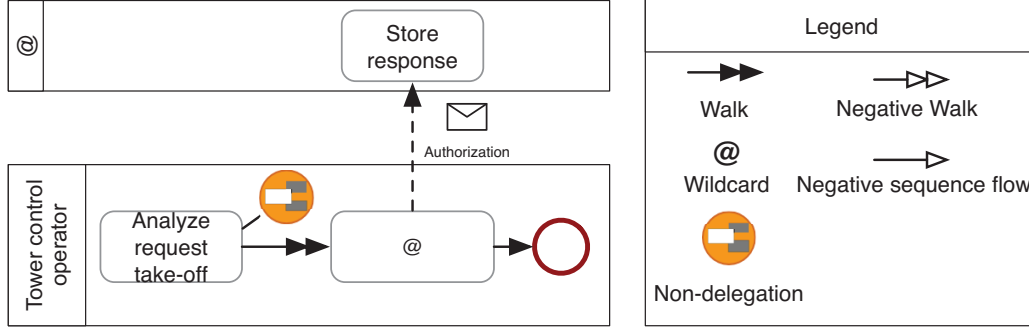 @
Store
response
Authorization
Tower control
operator
Analyze
request
take-off
@
Legend
Walk
Negative Walk
@
Wildcard
Negative sequence flow
Non-delegation